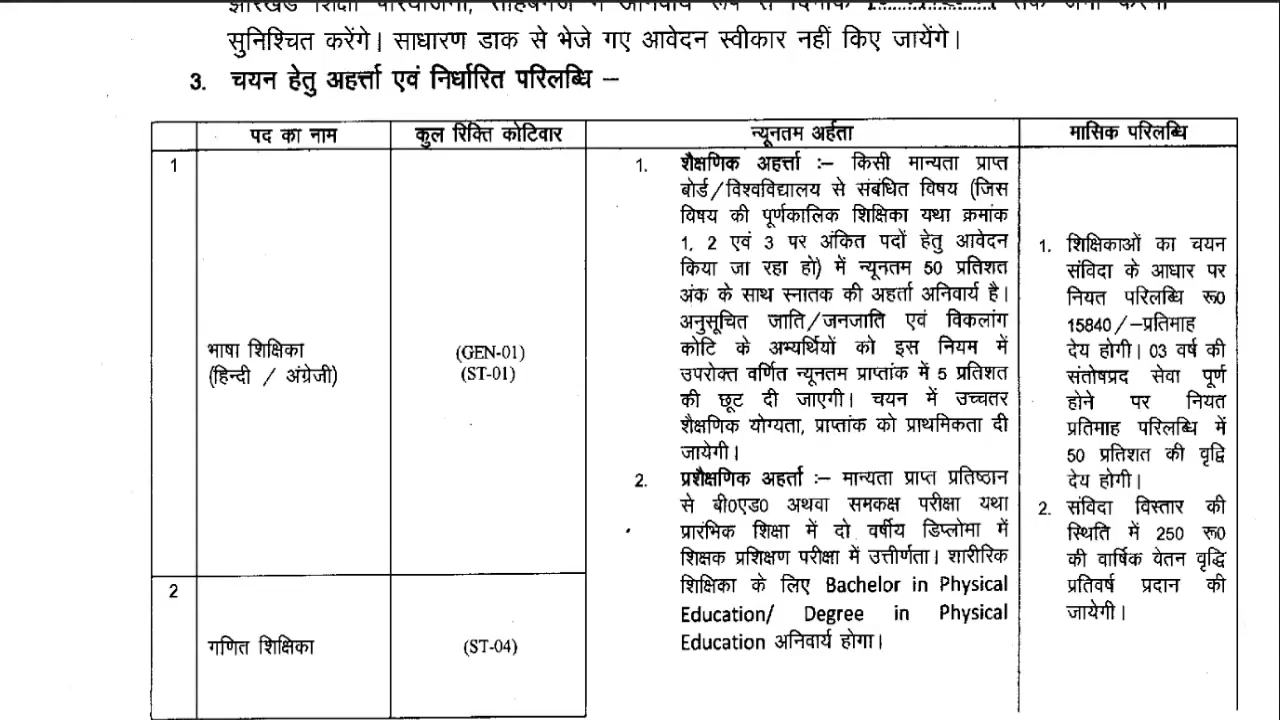 सुनिश्चित करेंगे। साधारण डाक से भेजे गए आवेदन स्वीकार नहीं किए जायेंगे।
3. चयन हेतु अहर्त्ता एवं निर्धारित परिलब्धि –
पद का नाम
कुल रिक्ति कोटिवार
न्यूनतम अर्हता
मासिक परिलब्धि
1
भाषा शिक्षिका
(हिन्दी / अंग्रेजी)
(GEN-01)
(ST-01)
1. शैक्षणिक अहर्त्ता :– किसी मान्यता प्राप्त
बोर्ड/विश्वविद्यालय से संबंधित विषय (जिस
विषय की पूर्णकालिक शिक्षिका यथा क्रमांक
1, 2 एवं 3 पर अंकित पदों हेतु आवेदन
किया जा रहा हो) में न्यूनतम 50 प्रतिशत
अंक के साथ स्नातक की अहर्ता अनिवार्य है।
अनुसूचित जाति/जनजाति एवं विकलांग
कोटि के अभ्यर्थियों को इस नियम में
उपरोक्त वर्णित न्यूनतम प्राप्तांक में 5 प्रतिशत
की छूट दी जाएगी। चयन में उच्चतर
शैक्षणिक योग्यता, प्राप्तांक को प्राथमिकता दी
जायेगी।
2. प्रशैक्षणिक अहर्ता :– मान्यता प्राप्त प्रतिष्ठान
से बी0एड0 अथवा समकक्ष परीक्षा यथा
प्रारंभिक शिक्षा में दो वर्षीय डिप्लोमा में
शिक्षक प्रशिक्षण परीक्षा में उत्तीर्णता। शारीरिक
शिक्षिका के लिए Bachelor in Physical
Education/ Degree in Physical
Education अनिवार्य होगा।
1. शिक्षिकाओं का चयन
संविदा के आधार पर
नियत परिलब्धि रू0
15840/–प्रतिमाह
देय होगी। 03 वर्ष की
संतोषप्रद सेवा पूर्ण
होने पर नियत
प्रतिमाह परिलब्धि में
50 प्रतिशत की वृद्वि
देय होगी।
2. संविदा विस्तार की
स्थिति में 250 रू0
की वार्षिक वेतन वृद्वि
प्रतिवर्ष प्रदान की
जायेगी।
2
गणित शिक्षिका
(ST-04)